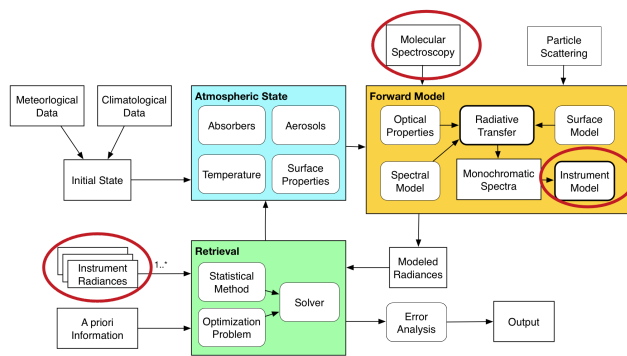 Molecular
Spectroscopy
Particle
Scattering
Meteorlogical
Data
Climatological
Data
Atmospheric State
Absorbers
Aerosols
Temperature
Surface
Properties
Forward Model
Optical
Properties
Radiative
Transfer
Surface
Model
Spectral
Model
Monochromatic
Spectra
Instrument
Model
Initial State
Retrieval
Instrument
Radiances
1..*
Statistical
Method
Solver
Optimization
Problem
Modeled
Radiances
A priori
Information
Error
Analysis
Output